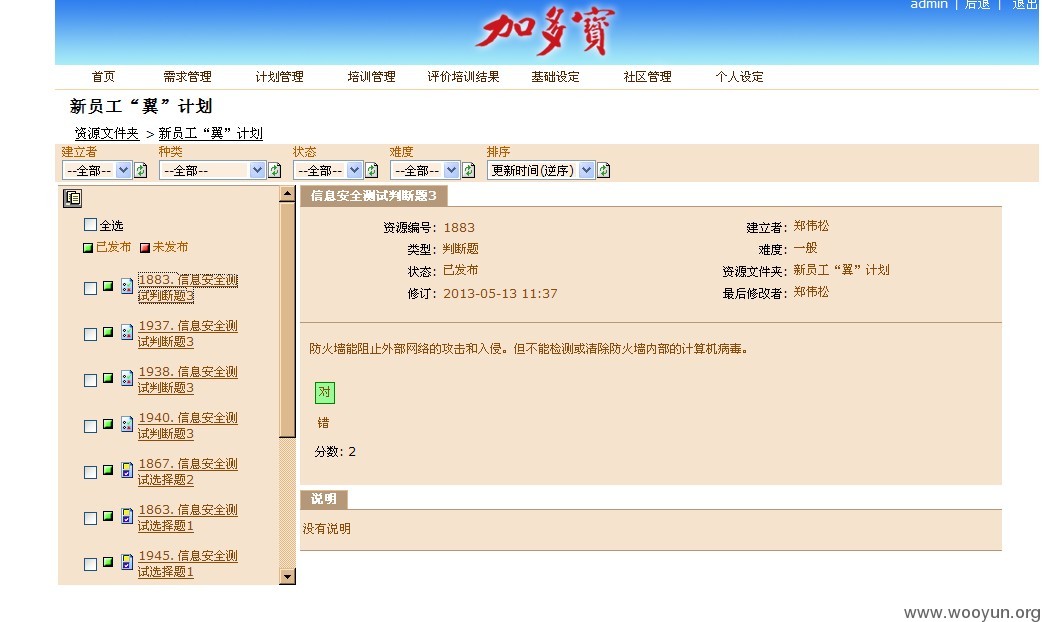 admin | 后退 | 退出
加多寶
首页 需求管理 计划管理 培训管理 评价培训结果 基础设定 社区管理 个人设定
新员工“翼”计划
资源文件夹 > 新员工“翼”计划
建立者 种类 状态 难度 排序
--全部-- --全部-- --全部-- --全部-- 更新时间(逆序)
全选
已发布 未发布
1883. 信息安全测
试判断题3
1937. 信息安全测
试判断题3
1938. 信息安全测
试判断题3
1940. 信息安全测
试判断题3
1867. 信息安全测
试选择题2
1863. 信息安全测
试选择题1
1945. 信息安全测
试选择题1
信息安全测试判断题3
资源编号: 1883 建立者: 郑伟松
类型: 判断题 难度: 一般
状态: 已发布 资源文件夹: 新员工“翼”计划
修订: 2013-05-13 11:37 最后修改者: 郑伟松
防火墙能阻止外部网络的攻击和入侵。但不能检测或清除防火墙内部的计算机病毒。
对
错
分数: 2
说明
没有说明
www.wooyun.org